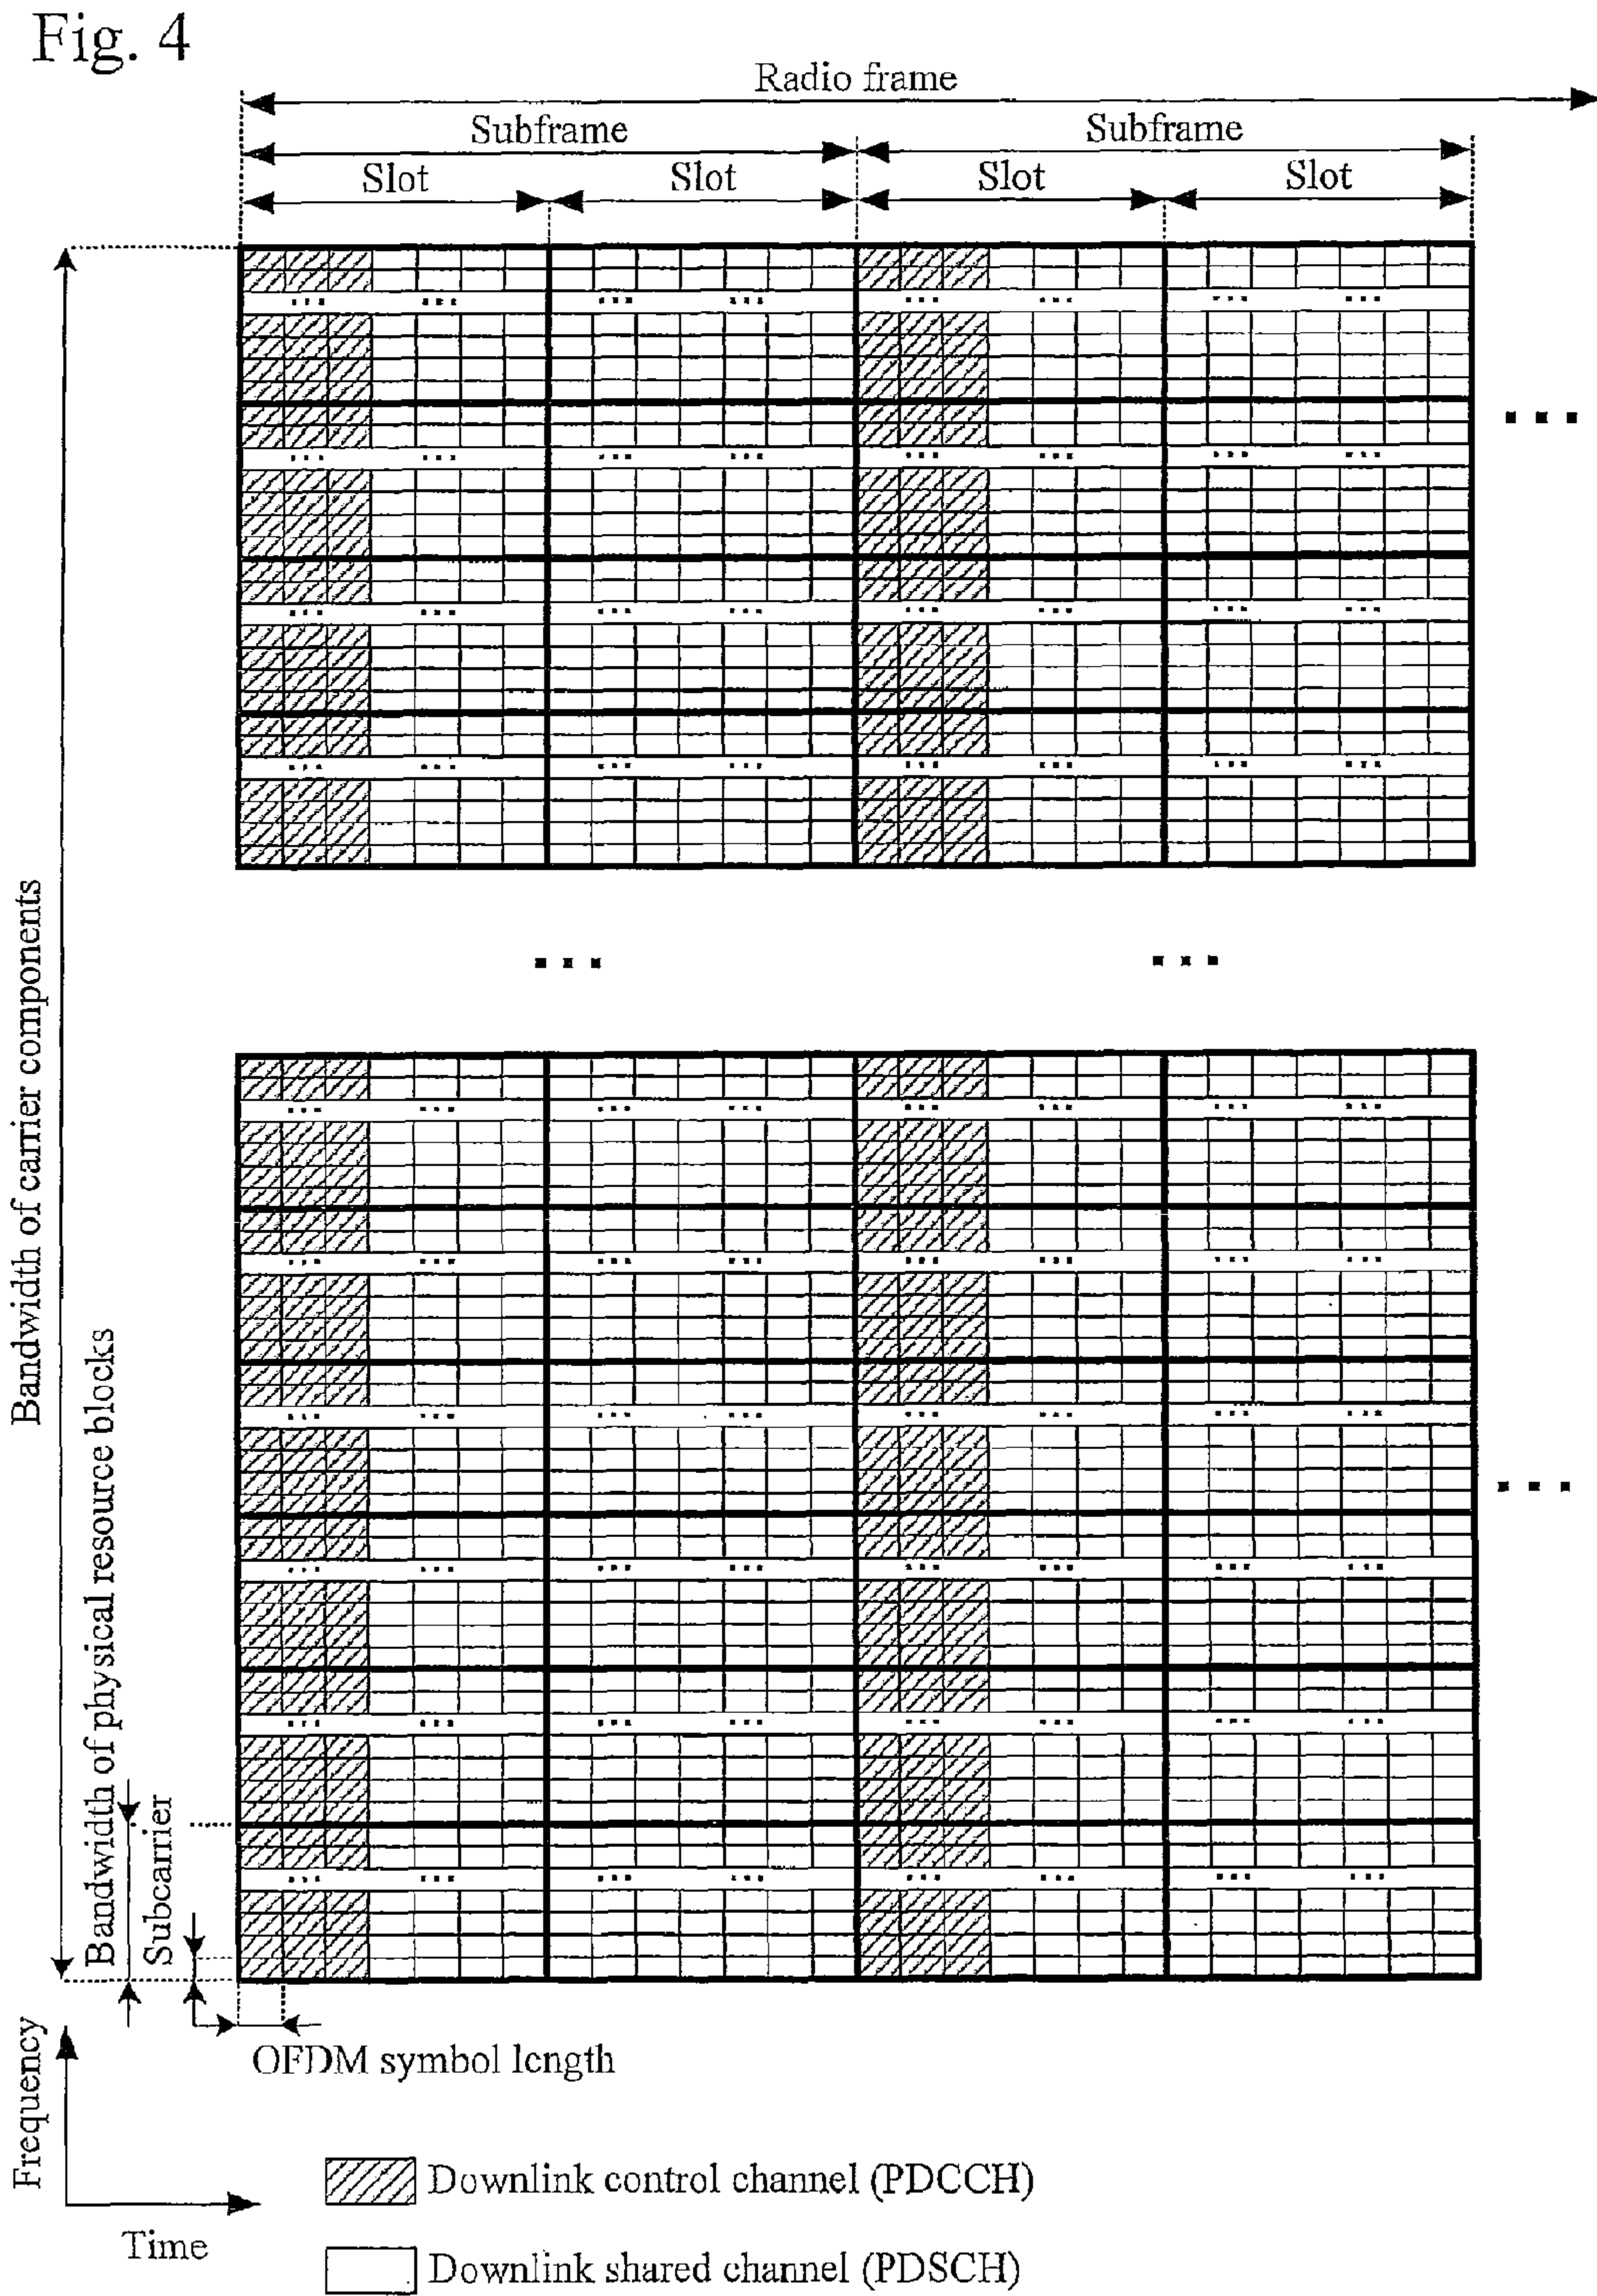 Fig. 4
Radio frame
Subframe
Subframe
Slot
Slot
Slot
Slot
Bandwidth of carrier components
Bandwidth of physical resource blocks
Subcarrier
OFDM symbol length
Frequency
Time
Downlink control channel (PDCCH)
Downlink shared channel (PDSCH)